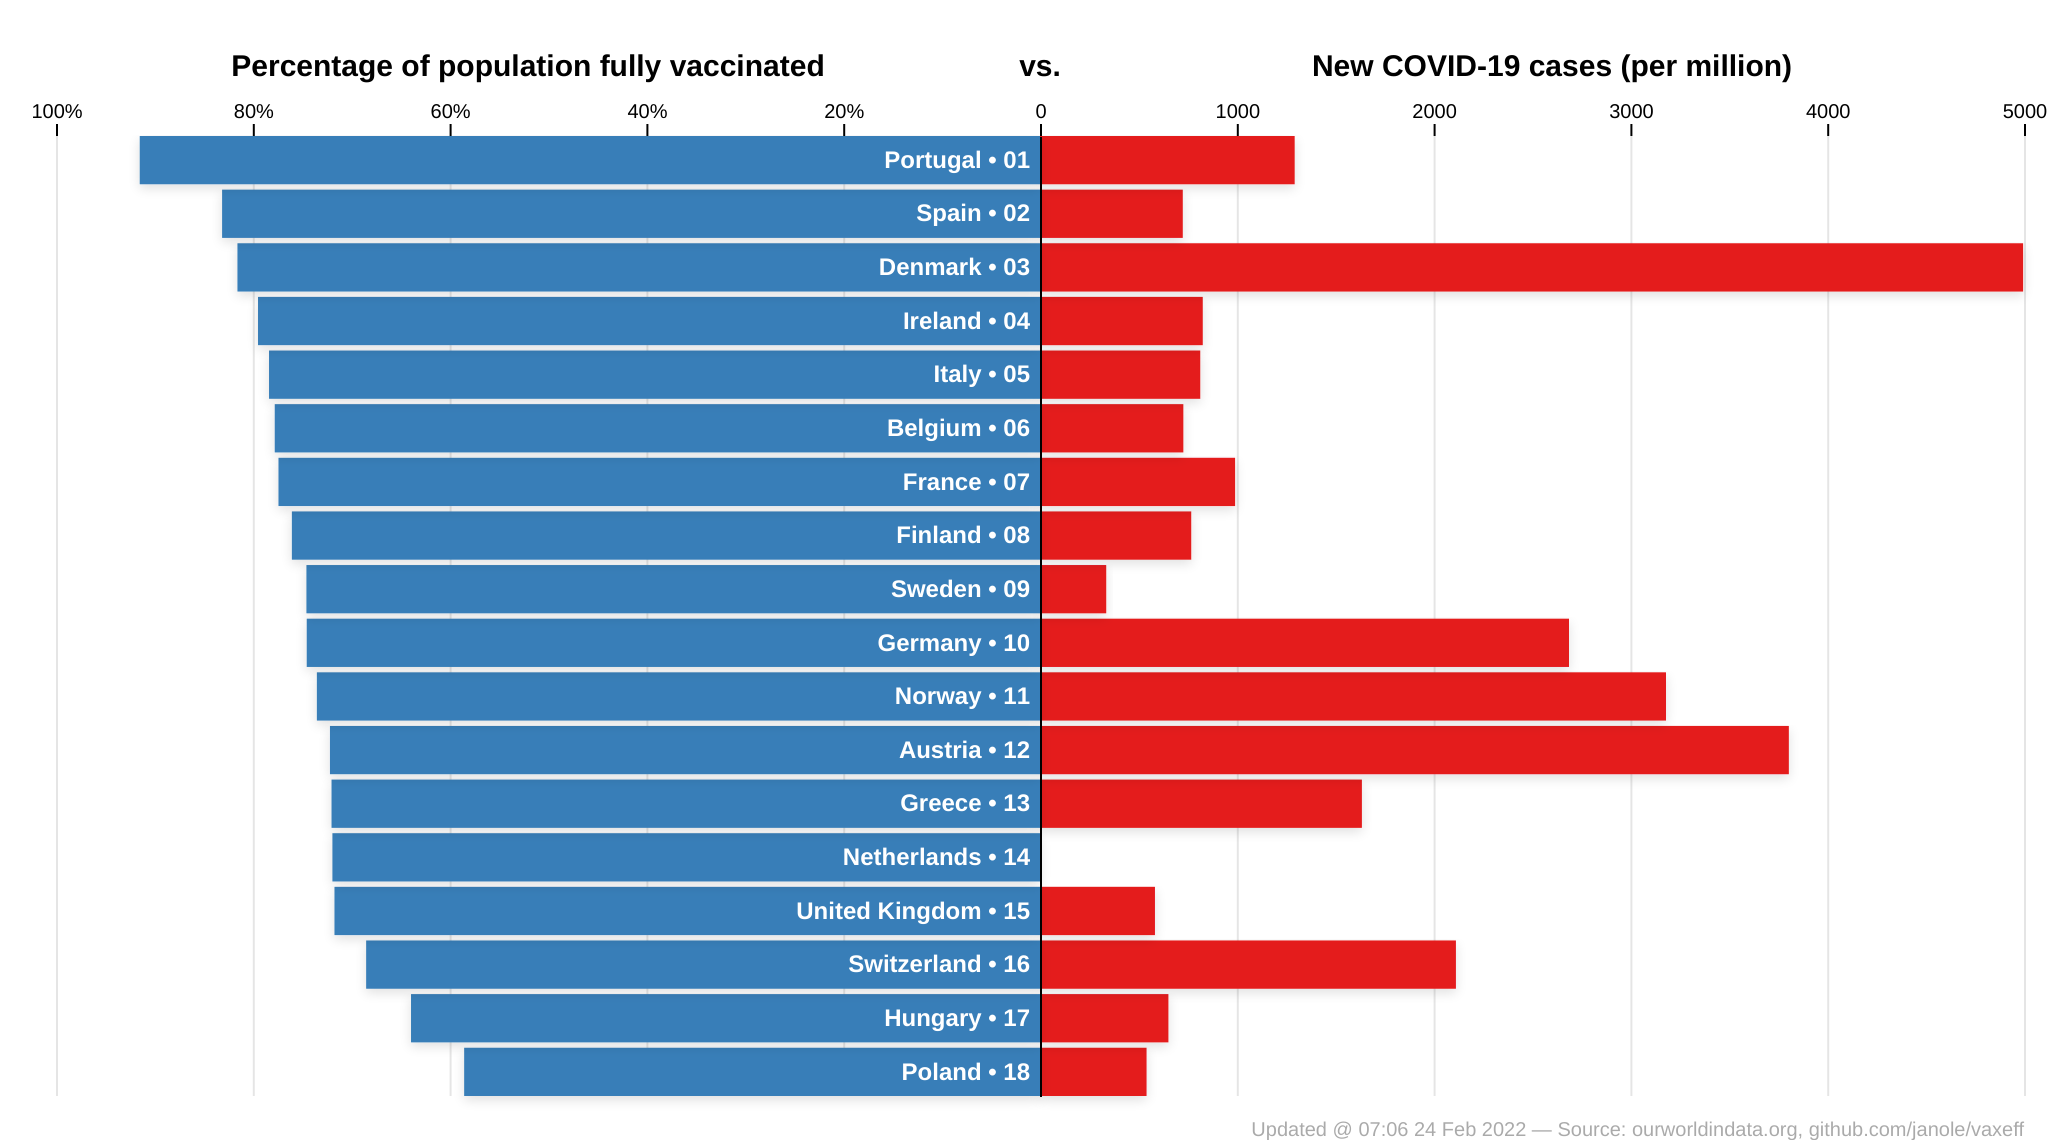 Percentage of population fully vaccinated vs. New COVID-19 cases (per million)
100% 80% 60% 40% 20% 0 1000 2000 3000 4000 5000
Portugal • 01
Spain • 02
Denmark • 03
Ireland • 04
Italy • 05
Belgium • 06
France • 07
Finland • 08
Sweden • 09
Germany • 10
Norway • 11
Austria • 12
Greece • 13
Netherlands • 14
United Kingdom • 15
Switzerland • 16
Hungary • 17
Poland • 18
Updated @ 07:06 24 Feb 2022 — Source: ourworldindata.org, github.com/janole/vaxeff